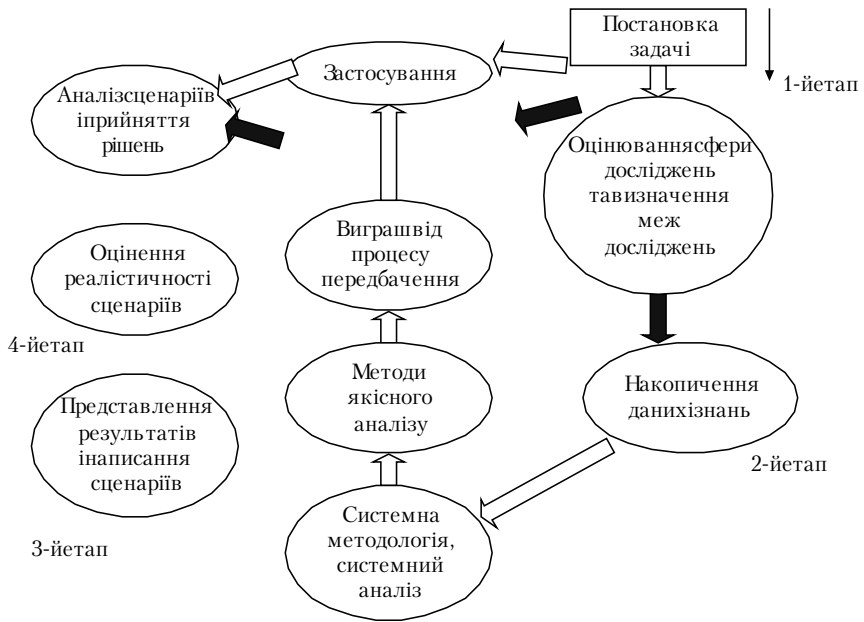 Постановка
задачі
1-йетап
Застосування
Аналізсценаріїв
іприйняття
рішень
Оцінюваннясфери
досліджень
тавизначення
меж
досліджень
Виграшвід
процесу
передбачення
Оцінення
реалістичності
сценаріїв
4-йетап
Методи
якісного
аналізу
Накопичення
данихізнань
2-йетап
Представлення
результатів
інаписання
сценаріїв
3-йетап
Системна
методологія,
системний
аналіз